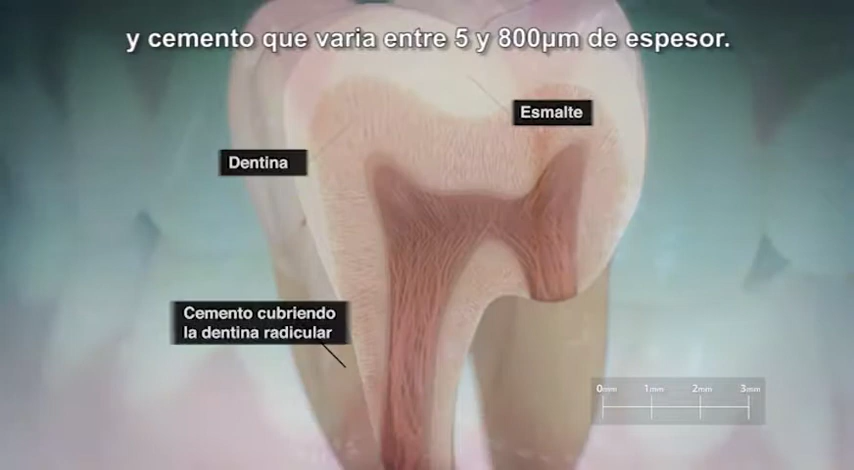 y cemento que varia entre 5 y 800µm de espesor.
Esmalte
Dentina
Cemento cubriendo
la dentina radicular
0mm 1mm 2mm 3mm